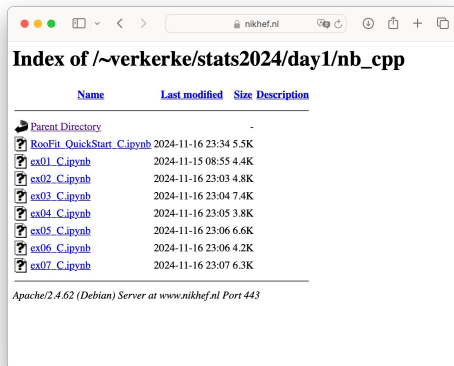 nikhef.nl
Index of /~verkerke/stats2024/day1/nb_cpp
Name Last modified Size Description
Parent Directory -
RooFit_QuickStart_C.ipynb 2024-11-16 23:34 5.5K
ex01_C.ipynb 2024-11-15 08:55 4.4K
ex02_C.ipynb 2024-11-16 23:03 4.8K
ex03_C.ipynb 2024-11-16 23:04 7.4K
ex04_C.ipynb 2024-11-16 23:05 3.8K
ex05_C.ipynb 2024-11-16 23:06 6.6K
ex06_C.ipynb 2024-11-16 23:06 4.2K
ex07_C.ipynb 2024-11-16 23:07 6.3K
Apache/2.4.62 (Debian) Server at www.nikhef.nl Port 443